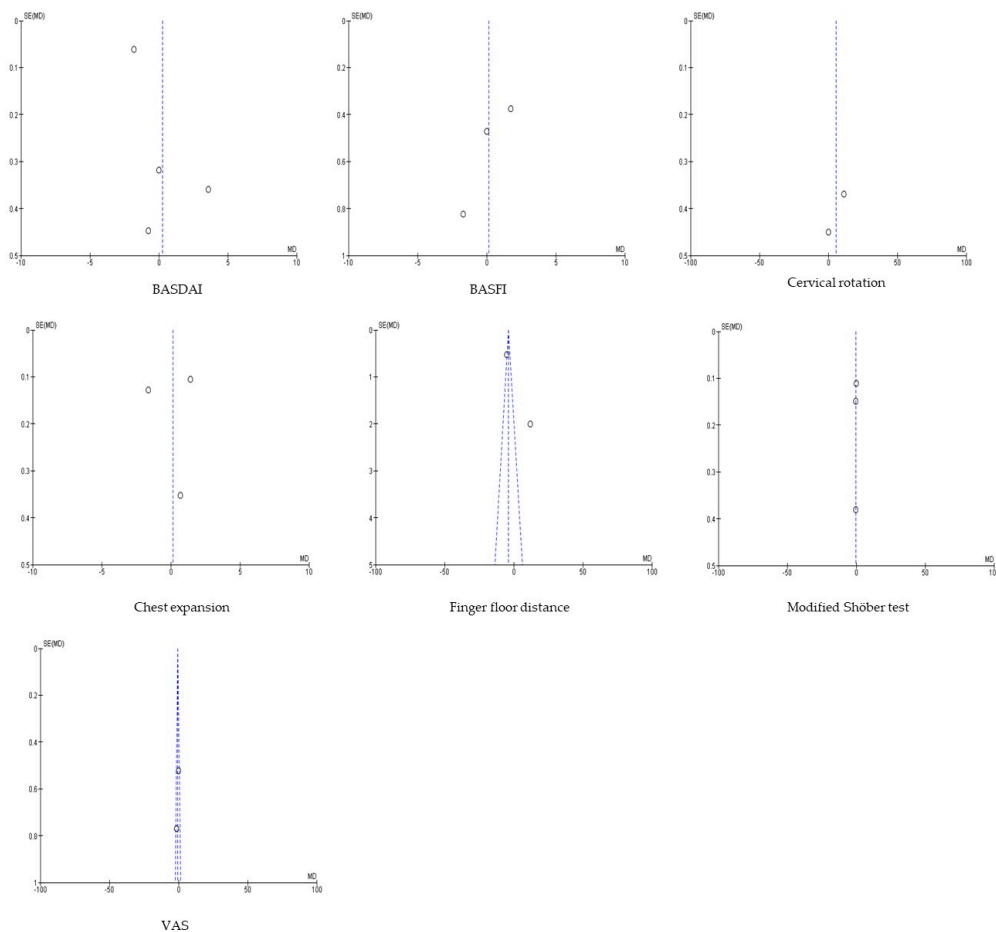 SE(MD)
0
0.1
0.2
0.3
0.4
0.5
-10 -5 0 5 10
MD
BASDAI
SE(MD)
0
0.2
0.4
0.6
0.8
1
-10 -5 0 5 10
MD
BASFI
SE(MD)
0
0.1
0.2
0.3
0.4
0.5
-100 -50 0 50 100
MD
Cervical rotation
SE(MD)
0
0.1
0.2
0.3
0.4
0.5
-10 -5 0 5 10
MD
Chest expansion
SE(MD)
0
1
2
3
4
5
-100 -50 0 50 100
MD
Finger floor distance
SE(MD)
0
0.1
0.2
0.3
0.4
0.5
-100 -50 0 50 100
MD
Modified Shöber test
SE(MD)
0
0.2
0.4
0.6
0.8
1
-100 -50 0 50 100
MD
VAS